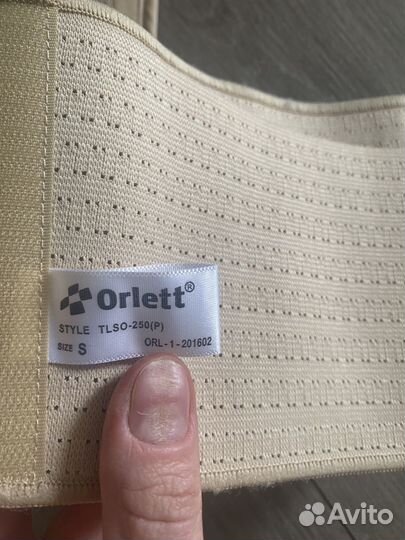 Orlett®
STYLE TLSO-250(P)
SIZE S ORL-1-201602
Avito